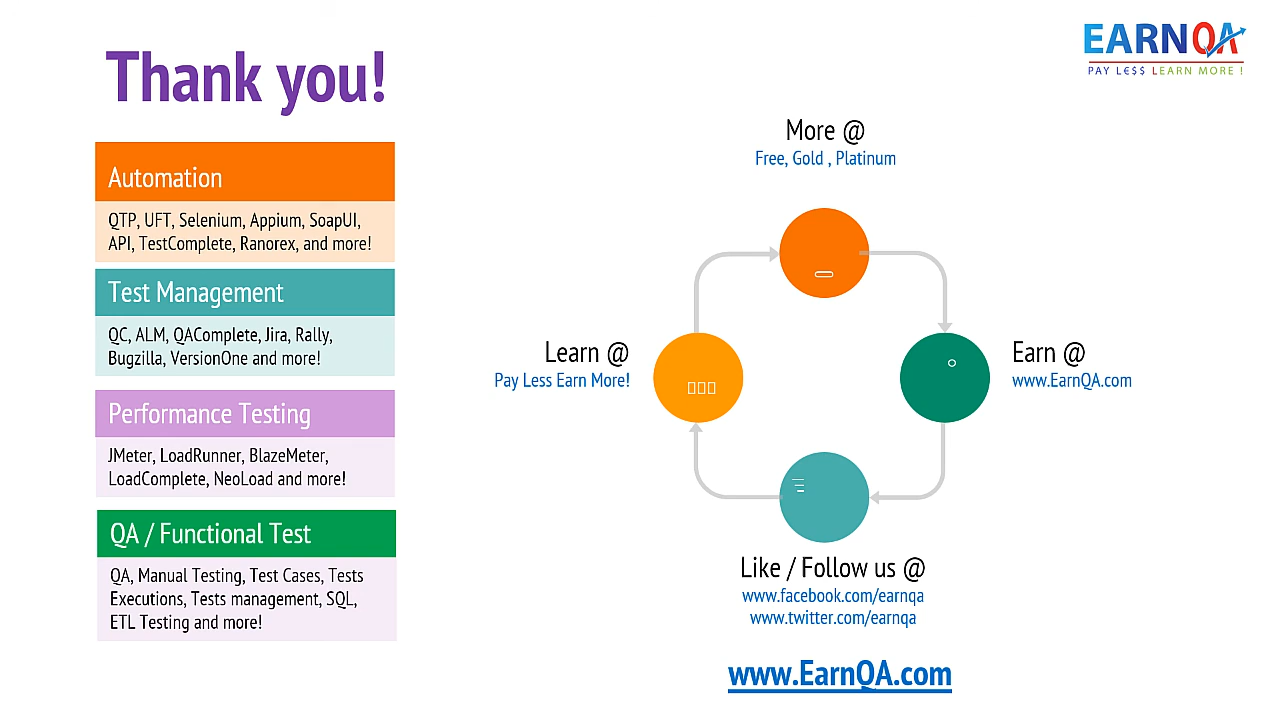 Thank you!
EARNQA
PAY LE$$ LEARN MORE !
Automation
QTP, UFT, Selenium, Appium, SoapUI,
API, TestComplete, Ranorex, and more!
Test Management
QC, ALM, QAComplete, Jira, Rally,
Bugzilla, VersionOne and more!
Performance Testing
JMeter, LoadRunner, BlazeMeter,
LoadComplete, NeoLoad and more!
QA / Functional Test
QA, Manual Testing, Test Cases, Tests
Executions, Tests management, SQL,
ETL Testing and more!
More @
Free, Gold , Platinum
Learn @
Pay Less Earn More!
Earn @
www.EarnQA.com
Like / Follow us @
www.facebook.com/earnqa
www.twitter.com/earnqa
www.EarnQA.com